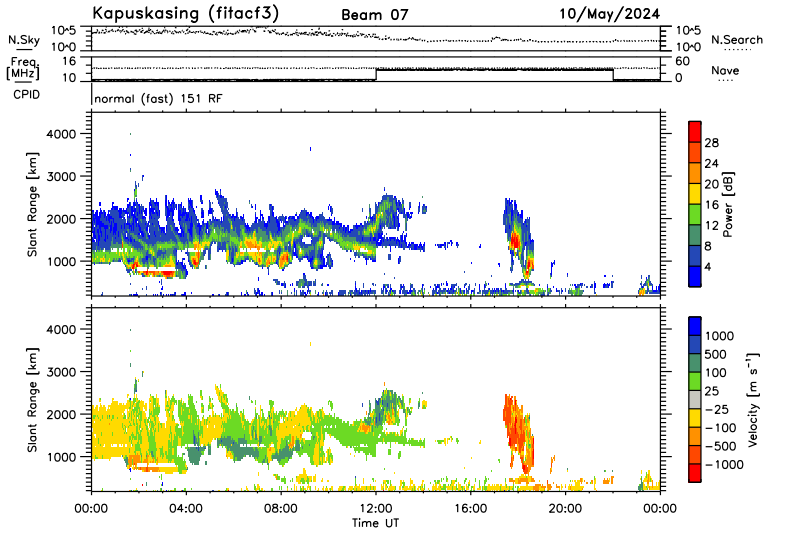 Kapuskasing (fitacf3) Beam 07 10/May/2024
N.Sky 10^5 10^0 10^5 10^0 N.Search
Freq. [MHz] 16 10 60 0 Nave
CPID normal (fast) 151 RF
Slant Range [km] 4000 3000 2000 1000
Power [dB] 28 24 20 16 12 8 4
Slant Range [km] 4000 3000 2000 1000
Velocity [m s⁻¹] 1000 500 100 25 −25 −100 −500 −1000
00:00 04:00 08:00 12:00 16:00 20:00 00:00
Time UT